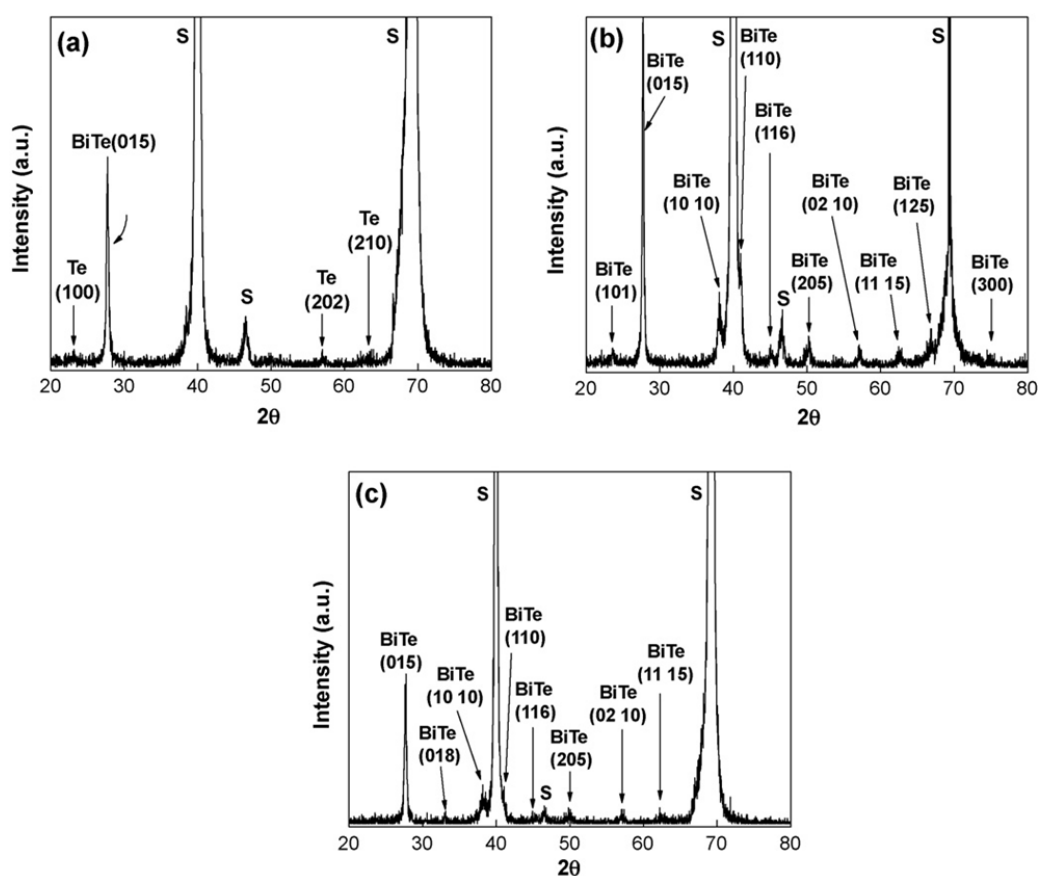 (a)
S
S
BiTe(015)
Te
(100)
S
Te
(202)
Te
(210)
Intensity (a.u.)
20 30 40 50 60 70 80
2θ
(b)
BiTe
(015)
S
BiTe
(110)
BiTe
(116)
S
BiTe
(101)
BiTe
(10 10)
S
BiTe
(205)
BiTe
(02 10)
BiTe
(11 15)
BiTe
(125)
BiTe
(300)
Intensity (a.u.)
20 30 40 50 60 70 80
2θ
(c)
S
S
BiTe
(015)
BiTe
(018)
BiTe
(10 10)
BiTe
(110)
BiTe
(116)
S
BiTe
(205)
BiTe
(02 10)
BiTe
(11 15)
Intensity (a.u.)
20 30 40 50 60 70 80
2θ